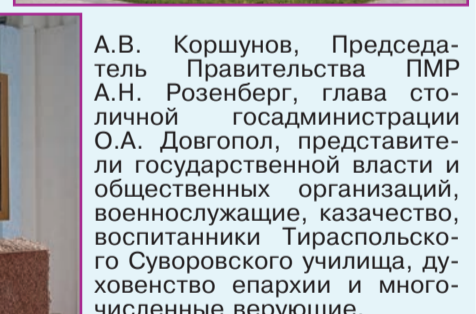 А.В. Коршунов, Председа-
тель Правительства ПМР
А.Н. Розенберг, глава сто-
личной госадминистрации
О.А. Довгопол, представите-
ли государственной власти и
общественных организаций,
военнослужащие, казачество,
воспитанники Тираспольско-
го Суворовского училища, ду-
ховенство епархии и много-
численные верующие.